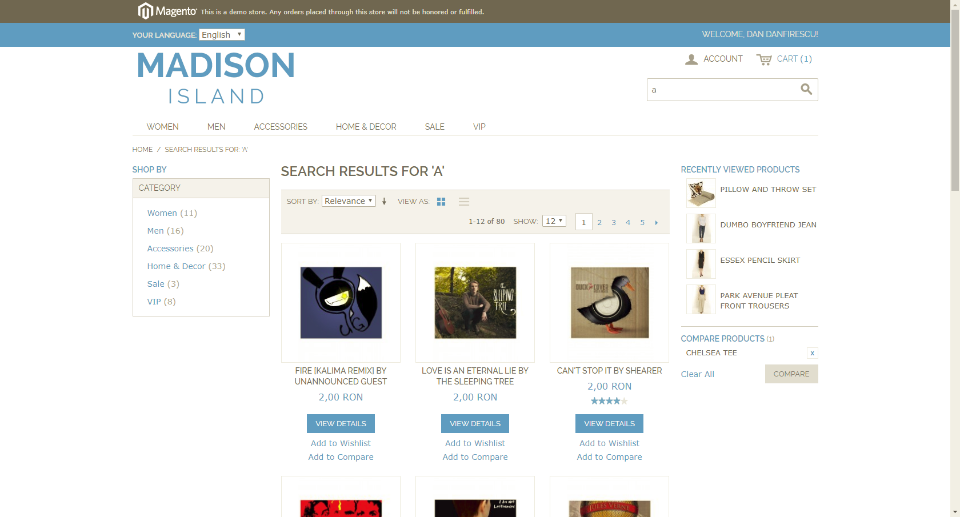 Magento This is a demo store. Any orders placed through this store will not be honored or fulfilled.
YOUR LANGUAGE: English
WELCOME, DAN DANFIRESCU!
MADISON
ISLAND
ACCOUNT CART (1)
a
WOMEN MEN ACCESSORIES HOME & DECOR SALE VIP
HOME / SEARCH RESULTS FOR: 'A'
SHOP BY
CATEGORY
Women (11)
Men (16)
Accessories (20)
Home & Decor (33)
Sale (3)
VIP (8)
SEARCH RESULTS FOR 'A'
SORT BY: Relevance VIEW AS:
1-12 of 80 SHOW: 12 1 2 3 4 5
THE
SLEEPING
TREE
FIRE [KALIMA REMIX] BY
UNANNOUNCED GUEST
2,00 RON
VIEW DETAILS
Add to Wishlist
Add to Compare
LOVE IS AN ETERNAL LIE BY
THE SLEEPING TREE
2,00 RON
VIEW DETAILS
Add to Wishlist
Add to Compare
CAN'T STOP IT BY SHEARER
2,00 RON
VIEW DETAILS
Add to Wishlist
Add to Compare
RECENTLY VIEWED PRODUCTS
PILLOW AND THROW SET
DUMBO BOYFRIEND JEAN
ESSEX PENCIL SKIRT
PARK AVENUE PLEAT
FRONT TROUSERS
COMPARE PRODUCTS (1)
CHELSEA TEE x
Clear All COMPARE